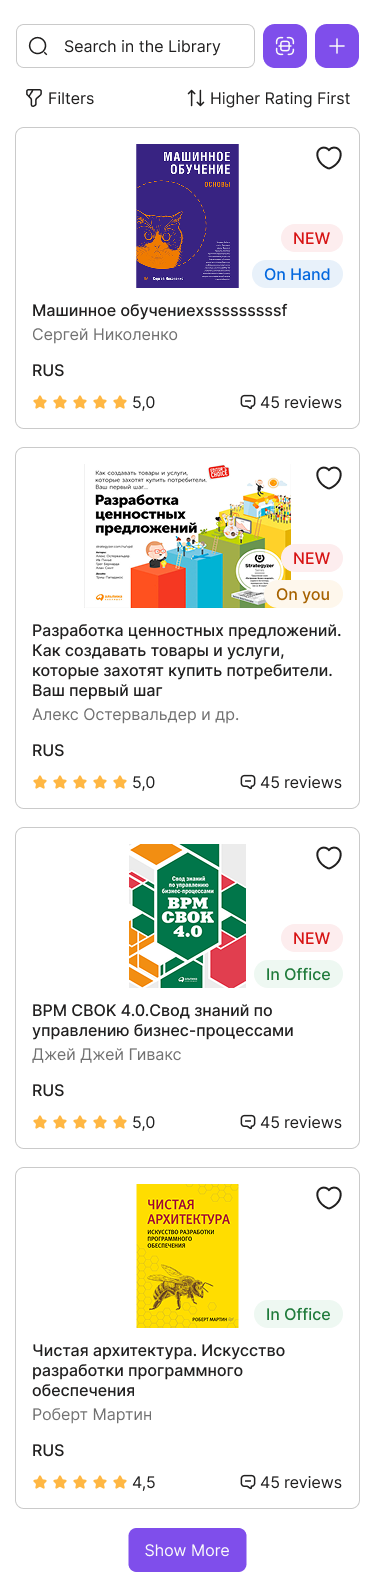 Search in the Library
Filters
Higher Rating First
МАШИННОЕ
ОБУЧЕНИЕ
ОСНОВЫ
Сергей Николенко
NEW
On Hand
Машинное обучениехsssssssssf
Сергей Николенко
RUS
5,0
45 reviews
Как создавать товары и услуги,
которые захотят купить потребители.
Ваш первый шаг...
Разработка
ценностных
предложений
Strategyzer
NEW
On you
Разработка ценностных предложений.
Как создавать товары и услуги,
которые захотят купить потребители.
Ваш первый шаг
Алекс Остервальдер и др.
RUS
5,0
45 reviews
Свод знаний
по управлению
бизнес-процессами
BPM
CBOK
4.0
NEW
In Office
BPM CBOK 4.0.Свод знаний по
управлению бизнес-процессами
Джей Джей Гивакс
RUS
5,0
45 reviews
ЧИСТАЯ
АРХИТЕКТУРА
ИСКУССТВО РАЗРАБОТКИ
ПРОГРАММНОГО
ОБЕСПЕЧЕНИЯ
РОБЕРТ МАРТИН
In Office
Чистая архитектура. Искусство
разработки программного
обеспечения
Роберт Мартин
RUS
4,5
45 reviews
Show More